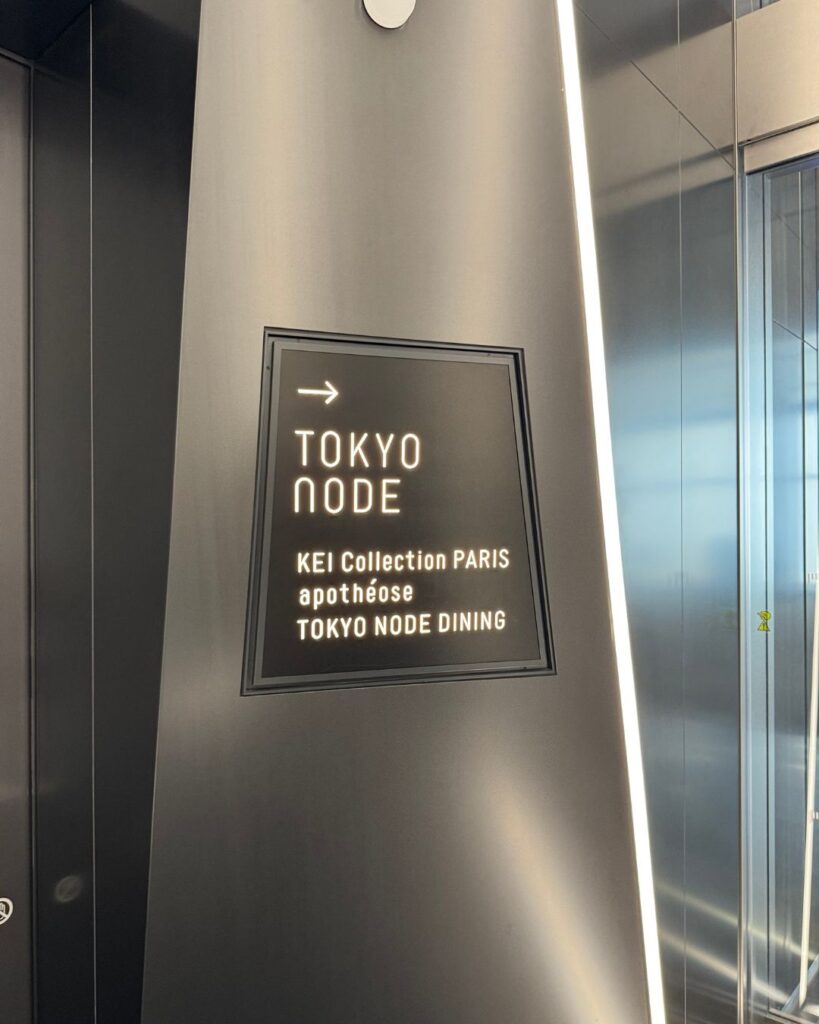 →
TOKYO
NODE
KEI Collection PARIS
apothéose
TOKYO NODE DINING